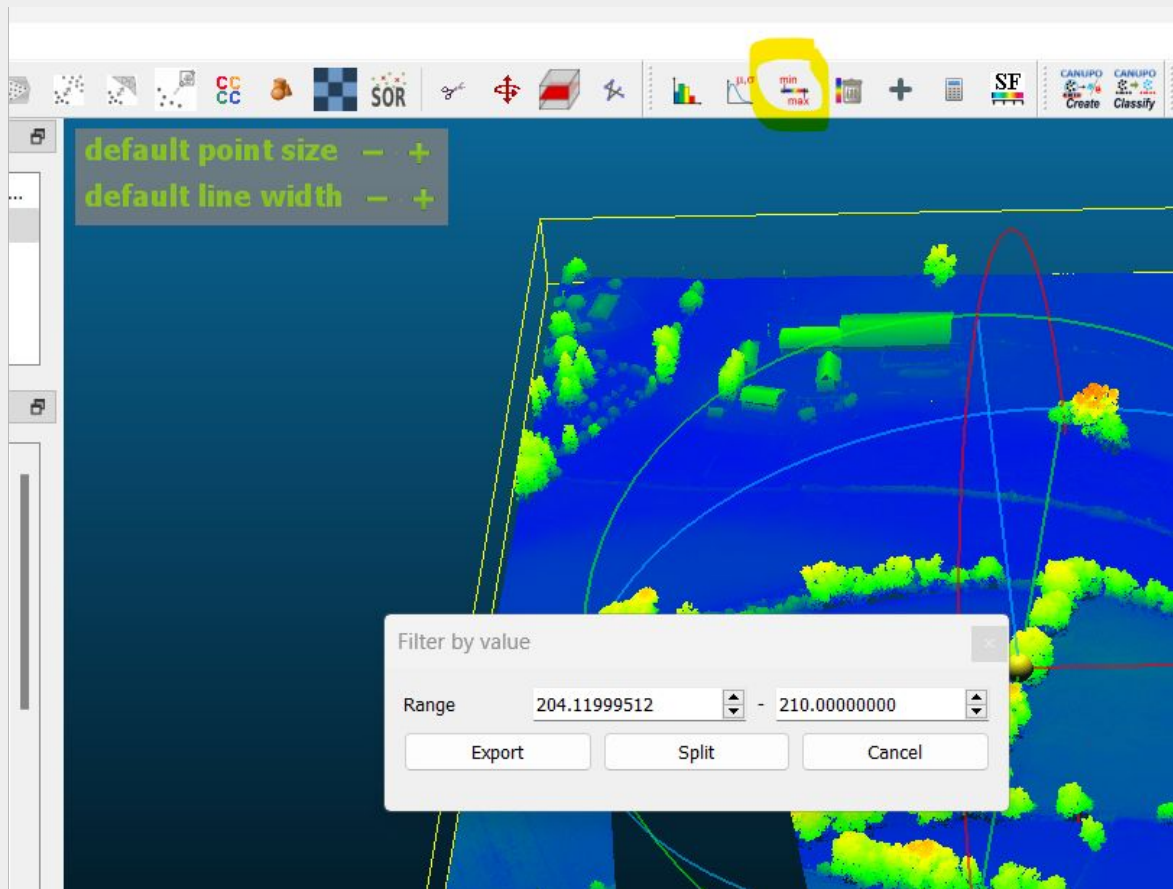 CC
CC
SOR
μ,σ
min
max
SF
CANUPO
Create
CANUPO
Classify
...
default point size − +
default line width − +
Filter by value
Range 204.11999512 - 210.00000000
Export Split Cancel